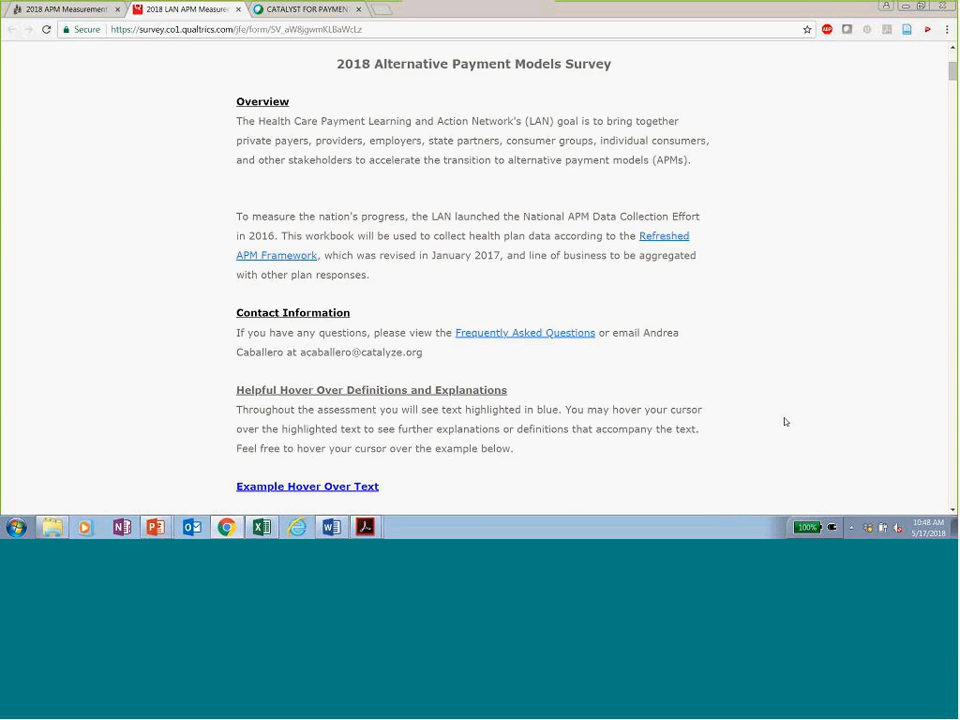 2018 APM Measurement
2018 LAN APM Measure
CATALYST FOR PAYMENT
Secure
https://survey.co1.qualtrics.com/jfe/form/SV_aW8jgwmKLBaWcLz
2018 Alternative Payment Models Survey
Overview
The Health Care Payment Learning and Action Network's (LAN) goal is to bring together
private payers, providers, employers, state partners, consumer groups, individual consumers,
and other stakeholders to accelerate the transition to alternative payment models (APMs).
To measure the nation's progress, the LAN launched the National APM Data Collection Effort
in 2016. This workbook will be used to collect health plan data according to the Refreshed
APM Framework, which was revised in January 2017, and line of business to be aggregated
with other plan responses.
Contact Information
If you have any questions, please view the Frequently Asked Questions or email Andrea
Caballero at acaballero@catalyze.org
Helpful Hover Over Definitions and Explanations
Throughout the assessment you will see text highlighted in blue. You may hover your cursor
over the highlighted text to see further explanations or definitions that accompany the text.
Feel free to hover your cursor over the example below.
Example Hover Over Text
100%
10:48 AM
5/17/2018